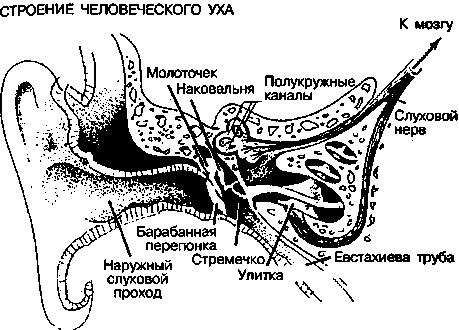 СТРОЕНИЕ ЧЕЛОВЕЧЕСКОГО УХА
К мозгу
Молоточек
Наковальня
Полукружные
каналы
Слуховой
нерв
Барабанная
перепонка
Стремечко
Улитка
Евстахиева труба
Наружный
слуховой
проход